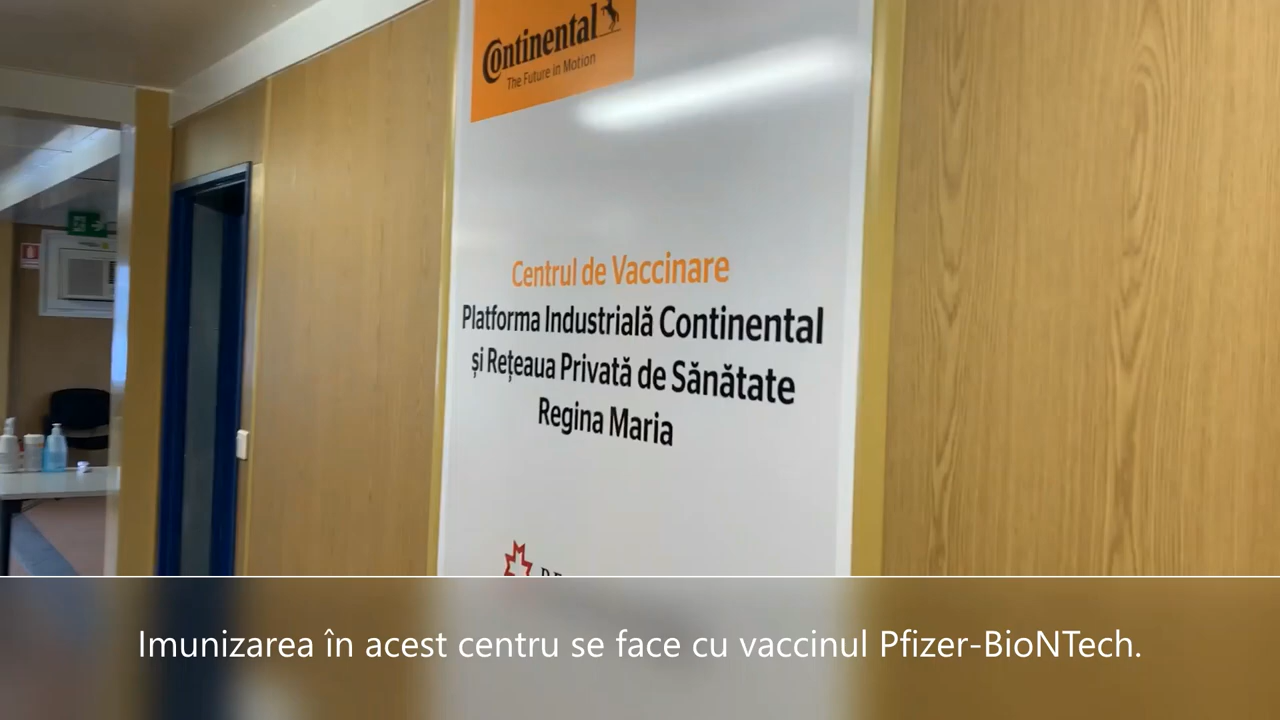 Continental
The Future in Motion
Centrul de Vaccinare
Platforma Industrială Continental
și Rețeaua Privată de Sănătate
Regina Maria
Imunizarea în acest centru se face cu vaccinul Pfizer-BioNTech.